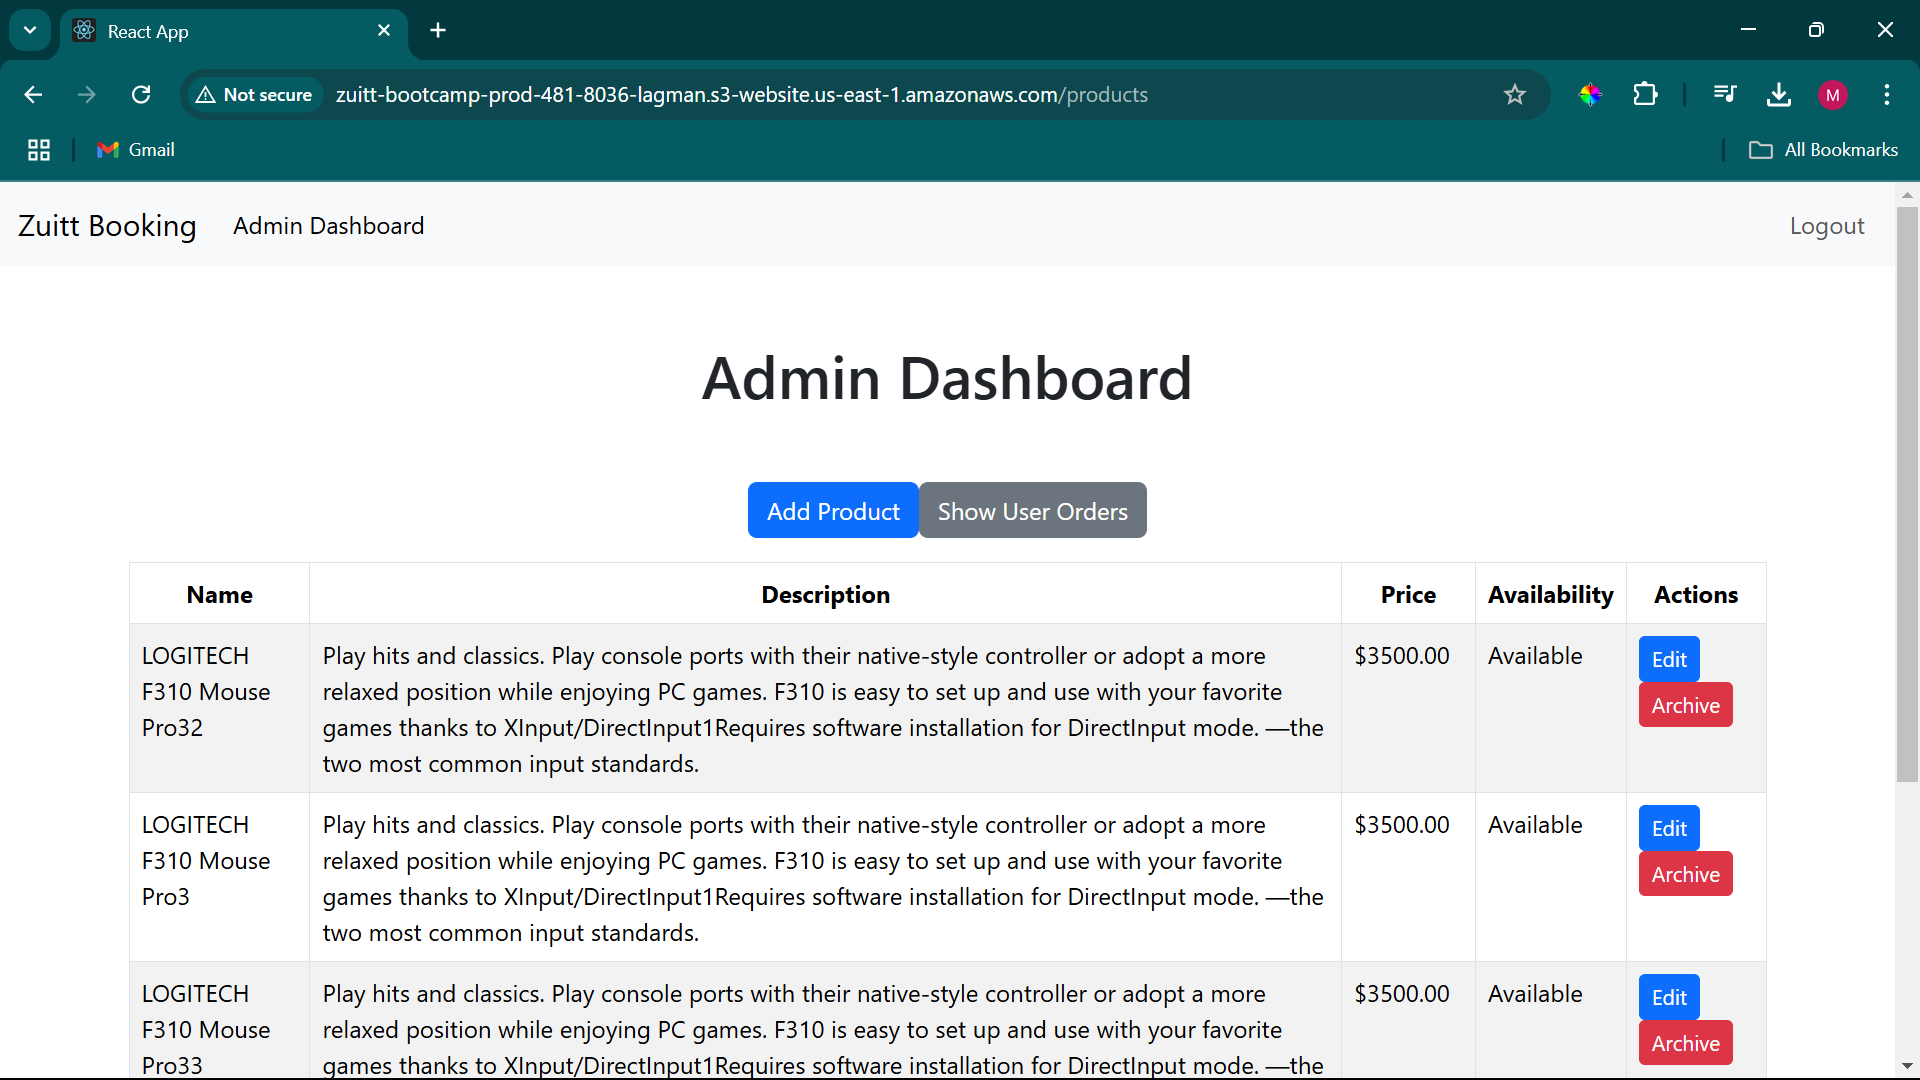 React App
Not secure
zuitt-bootcamp-prod-481-8036-lagman.s3-website.us-east-1.amazonaws.com/products
M
Gmail
All Bookmarks
Zuitt Booking
Admin Dashboard
Logout
Admin Dashboard
Add Product
Show User Orders
Name Description Price Availability Actions
LOGITECH
F310 Mouse
Pro32
Play hits and classics. Play console ports with their native-style controller or adopt a more
relaxed position while enjoying PC games. F310 is easy to set up and use with your favorite
games thanks to XInput/DirectInput1Requires software installation for DirectInput mode. —the
two most common input standards.
$3500.00
Available
Edit
Archive
LOGITECH
F310 Mouse
Pro3
Play hits and classics. Play console ports with their native-style controller or adopt a more
relaxed position while enjoying PC games. F310 is easy to set up and use with your favorite
games thanks to XInput/DirectInput1Requires software installation for DirectInput mode. —the
two most common input standards.
$3500.00
Available
Edit
Archive
LOGITECH
F310 Mouse
Pro33
Play hits and classics. Play console ports with their native-style controller or adopt a more
relaxed position while enjoying PC games. F310 is easy to set up and use with your favorite
games thanks to XInput/DirectInput1Requires software installation for DirectInput mode. —the
$3500.00
Available
Edit
Archive